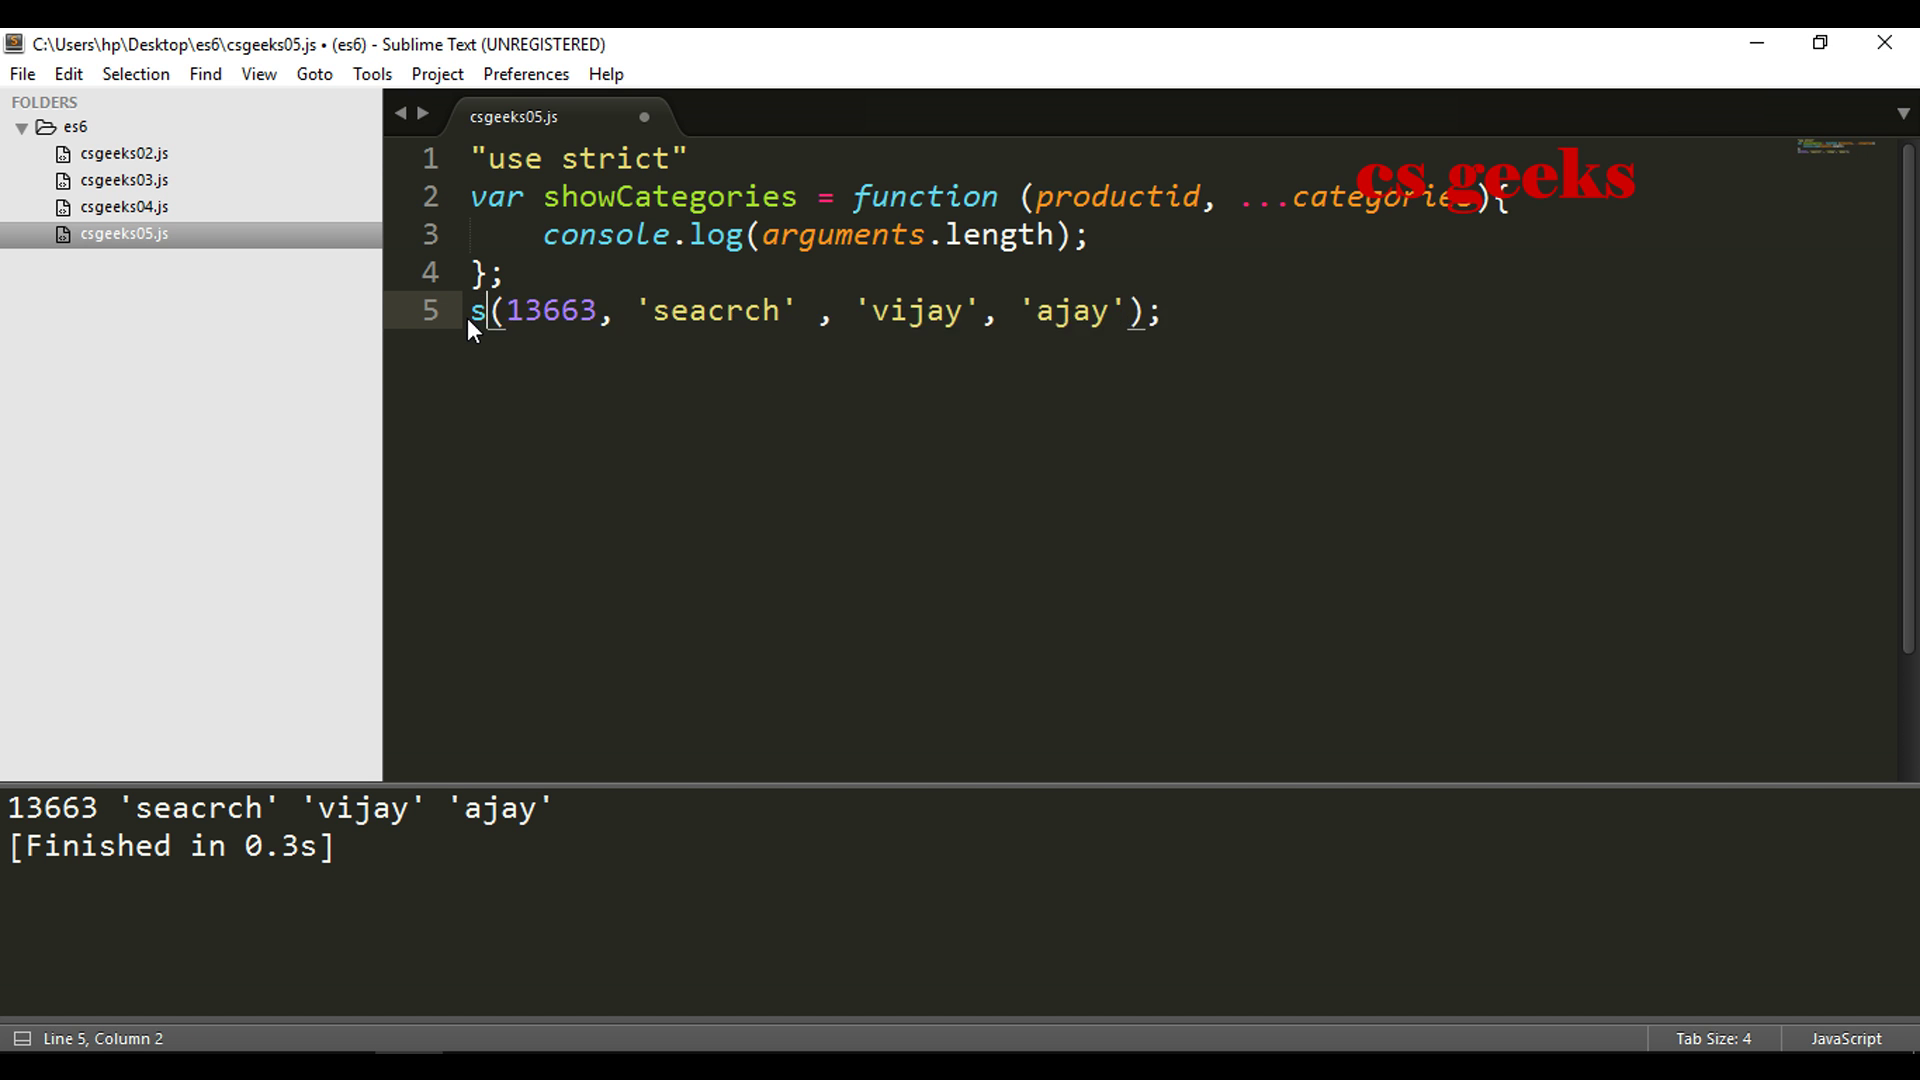 C:\Users\hp\Desktop\es6\csgeeks05.js • (es6) - Sublime Text (UNREGISTERED)
File Edit Selection Find View Goto Tools Project Preferences Help
FOLDERS
es6
csgeeks02.js
csgeeks03.js
csgeeks04.js
csgeeks05.js
csgeeks05.js
cs geeks
1 "use strict"
2 var showCategories = function (productid, ...categories){
3 console.log(arguments.length);
4 };
5 s(13663, 'seacrch' , 'vijay', 'ajay');
13663 'seacrch' 'vijay' 'ajay'
[Finished in 0.3s]
Line 5, Column 2 Tab Size: 4 JavaScript